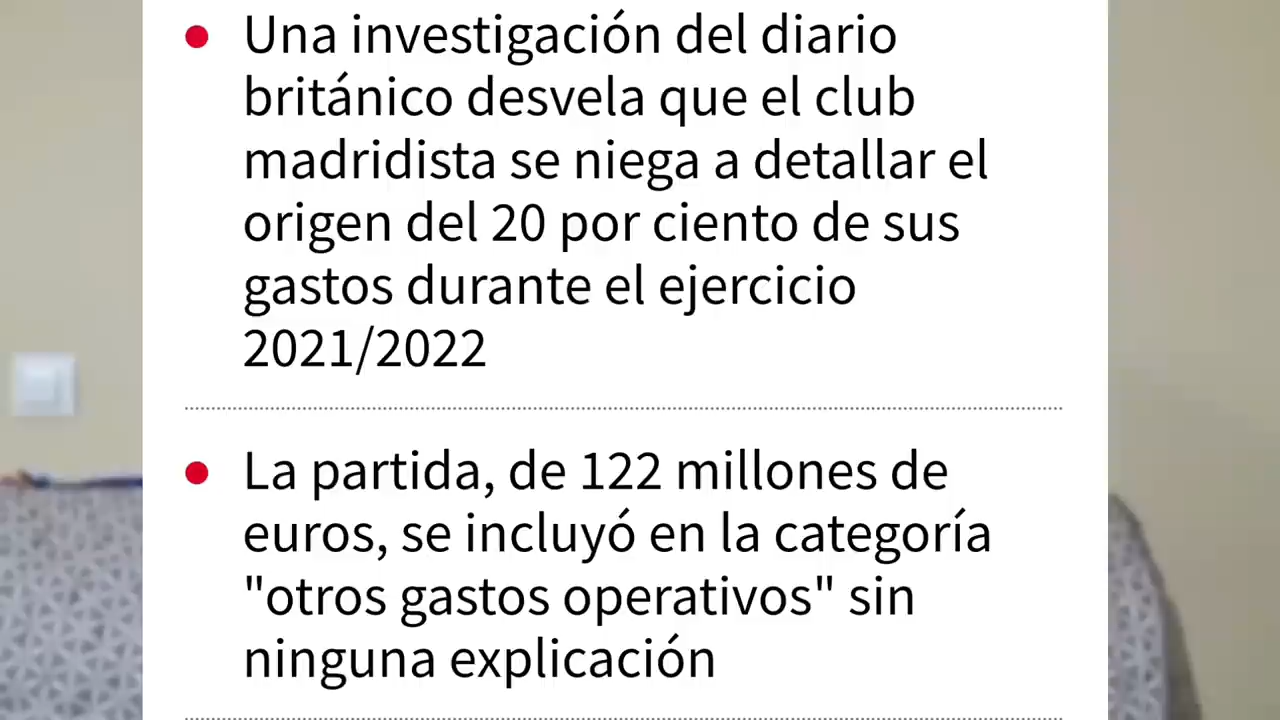 Una investigación del diario
británico desvela que el club
madridista se niega a detallar el
origen del 20 por ciento de sus
gastos durante el ejercicio
2021/2022
La partida, de 122 millones de
euros, se incluyó en la categoría
"otros gastos operativos" sin
ninguna explicación